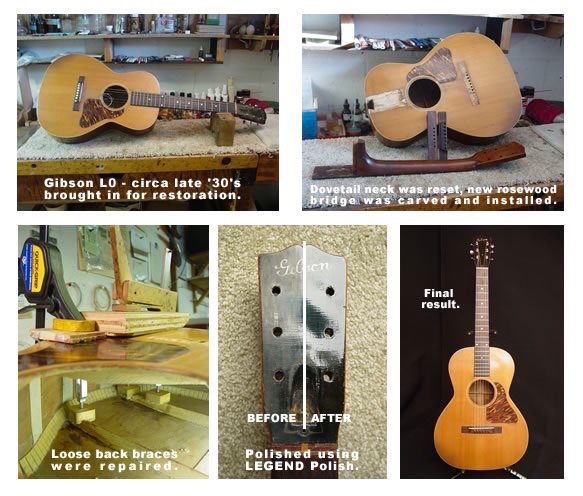 Gibson L0 - circa late '30's
brought in for restoration.
Dovetail neck was reset, new rosewood
bridge was carved and installed.
QUICK-GRIP
Loose back braces
were repaired.
Gibson
BEFORE AFTER
Polished using
LEGEND Polish.
Final
result.